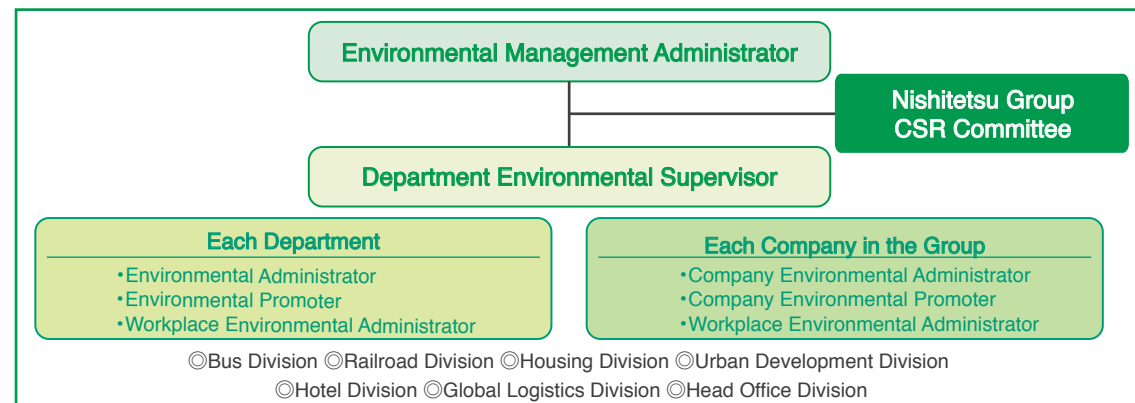 Environmental Management Administrator
Nishitetsu Group
CSR Committee
Department Environmental Supervisor
Each Department
•Environmental Administrator
•Environmental Promoter
•Workplace Environmental Administrator
Each Company in the Group
•Company Environmental Administrator
•Company Environmental Promoter
•Workplace Environmental Administrator
◎Bus Division ◎Railroad Division ◎Housing Division ◎Urban Development Division
◎Hotel Division ◎Global Logistics Division ◎Head Office Division